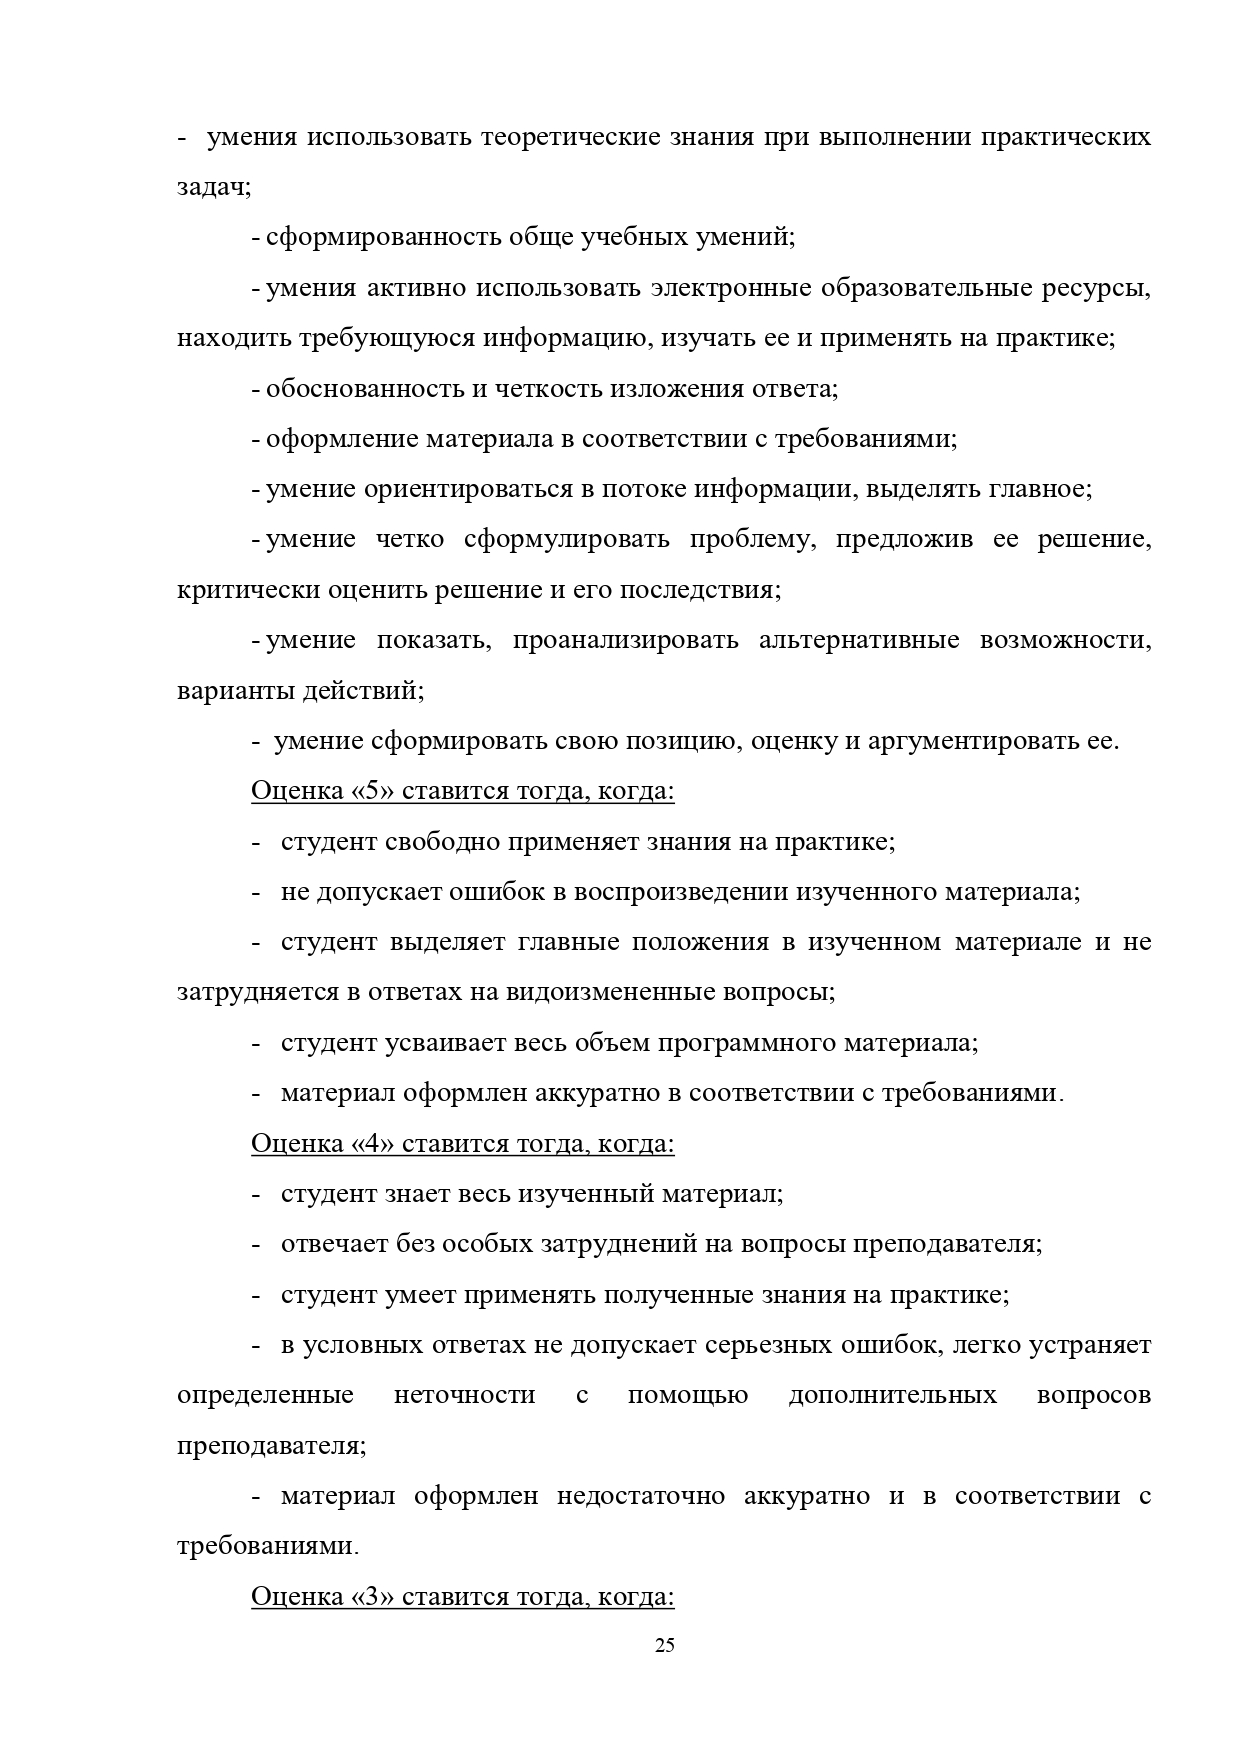 - умения использовать теоретические знания при выполнении практических
задач;
- сформированность обще учебных умений;
- умения активно использовать электронные образовательные ресурсы,
находить требующуюся информацию, изучать ее и применять на практике;
- обоснованность и четкость изложения ответа;
- оформление материала в соответствии с требованиями;
- умение ориентироваться в потоке информации, выделять главное;
- умение четко сформулировать проблему, предложив ее решение,
критически оценить решение и его последствия;
- умение показать, проанализировать альтернативные возможности,
варианты действий;
- умение сформировать свою позицию, оценку и аргументировать ее.
Оценка «5» ставится тогда, когда:
- студент свободно применяет знания на практике;
- не допускает ошибок в воспроизведении изученного материала;
- студент выделяет главные положения в изученном материале и не
затрудняется в ответах на видоизмененные вопросы;
- студент усваивает весь объем программного материала;
- материал оформлен аккуратно в соответствии с требованиями.
Оценка «4» ставится тогда, когда:
- студент знает весь изученный материал;
- отвечает без особых затруднений на вопросы преподавателя;
- студент умеет применять полученные знания на практике;
- в условных ответах не допускает серьезных ошибок, легко устраняет
определенные неточности с помощью дополнительных вопросов
преподавателя;
- материал оформлен недостаточно аккуратно и в соответствии с
требованиями.
Оценка «3» ставится тогда, когда:
25